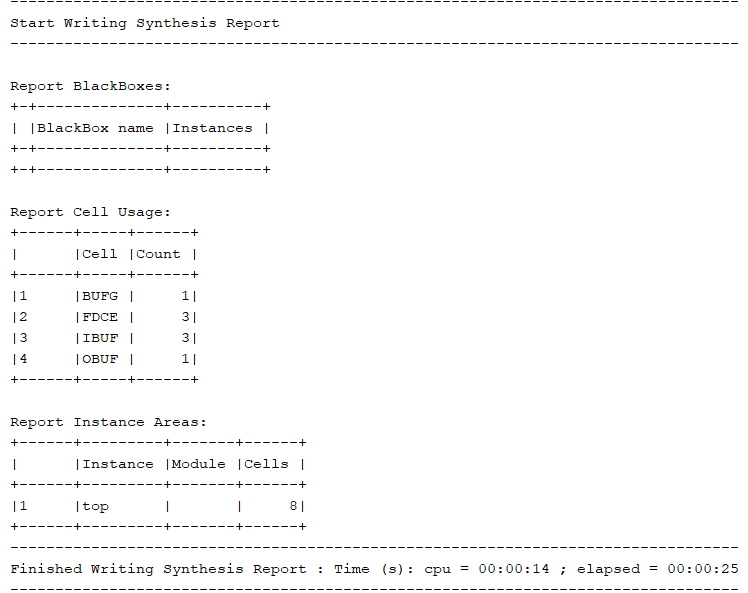 --------------------------------------------------------------------------------
Start Writing Synthesis Report
--------------------------------------------------------------------------------

Report BlackBoxes:
+-+--------------+----------+
| |BlackBox name |Instances |
+-+--------------+----------+
+-+--------------+----------+

Report Cell Usage:
+------+-----+------+
|      |Cell |Count |
+------+-----+------+
|1     |BUFG |     1|
|2     |FDCE |     3|
|3     |IBUF |     3|
|4     |OBUF |     1|
+------+-----+------+

Report Instance Areas:
+------+---------+-------+------+
|      |Instance |Module |Cells |
+------+---------+-------+------+
|1     |top      |       |     8|
+------+---------+-------+------+
--------------------------------------------------------------------------------
Finished Writing Synthesis Report : Time (s): cpu = 00:00:14 ; elapsed = 00:00:25
--------------------------------------------------------------------------------